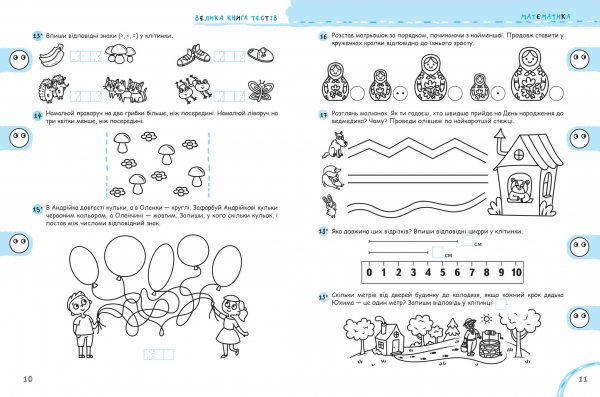 ВЕЛИКА КНИГА ТЕСТІВ
13* Впиши відповідні знаки (>, <, =) у клітинки.
14 Намалюй праворуч на два грибки більше, ніж посередині. Намалюй ліворуч на
три квітки менше, ніж посередині.
15* В Андрійка довгасті кульки, а в Оленки — круглі. Зафарбуй Андрійкові кульки
червоним кольором, а Оленчині — жовтим. Запиши, у кого скільки кульок, і
постав між числами відповідний знак.
10
МАТЕМАТИКА
16 Розстав матрьошок за порядком, починаючи з найменшої. Продовж ставити у
кружечках крапки відповідно до їхнього зросту.
17 Розглянь малюнок. Як ти гадаєш, хто швидше прийде на День народження до
ведмедика? Чому? Проведи олівцем по найкоротшій стежці.
18* Яка довжина цих відрізків? Впиши відповідні цифри у клітинки.
см
см
0 1 2 3 4 5 6 7 8 9 10
Скільки метрів від дверей будинку до колодязя, якщо кожний крок дядька
Юхима — це один метр? Запиши відповідь у клітинці
11